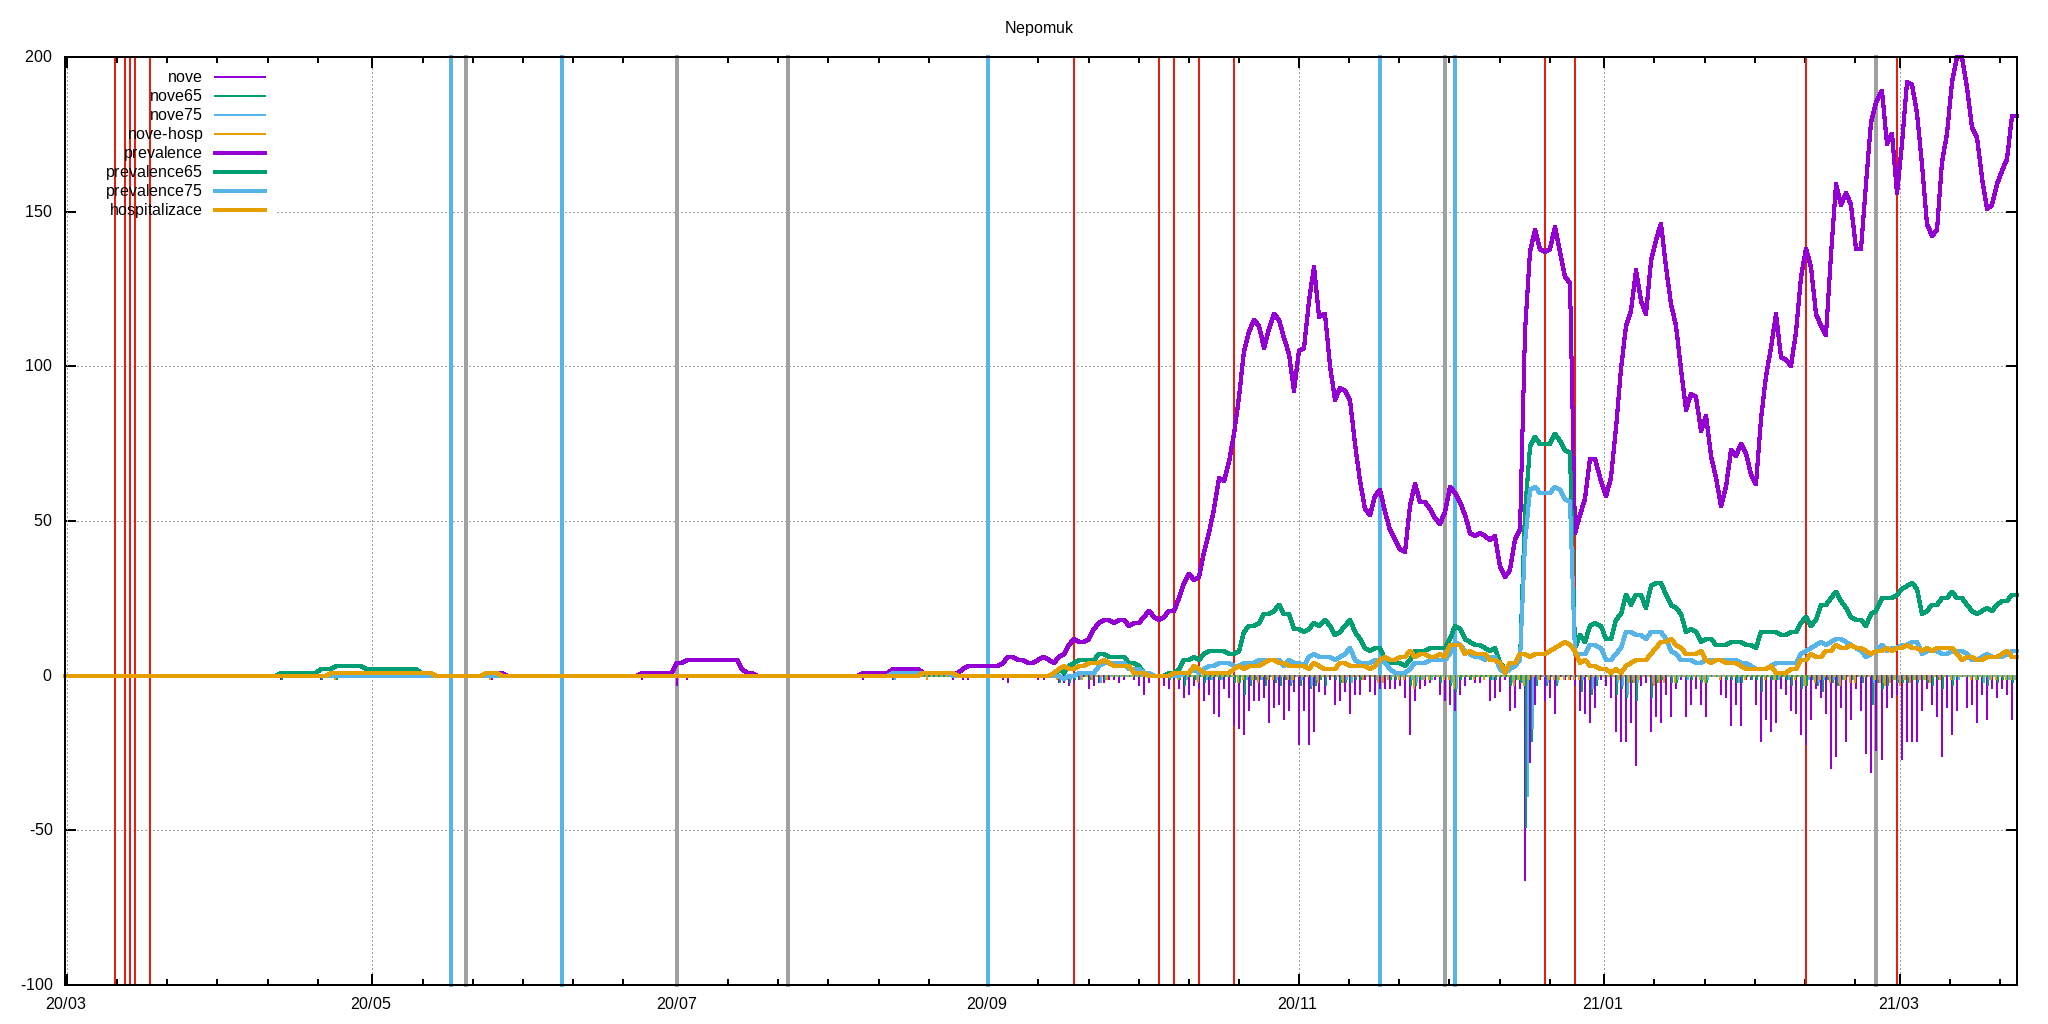 Nepomuk
200
150
100
50
0
-50
-100
nove
nove65
nove75
nove-hosp
prevalence
prevalence65
prevalence75
hospitalizace
20/03 20/05 20/07 20/09 20/11 21/01 21/03